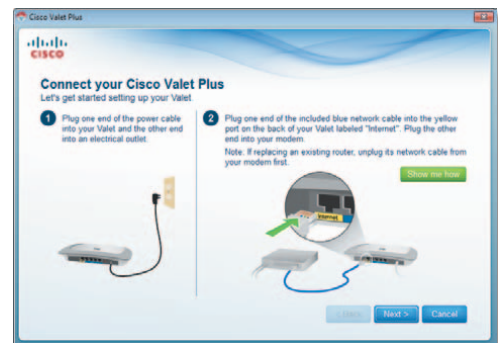 Cisco Valet Plus
CISCO
Connect your Cisco Valet Plus
Let's get started setting up your Valet.
1
Plug one end of the power cable
into your Valet and the other end
into an electrical outlet.
2
Plug one end of the included blue network cable into the yellow
port on the back of your Valet labeled "Internet". Plug the other
end into your modem.
Note: If replacing an existing router, unplug its network cable from
your modem first.
Show me how
Internet
< Back
Next >
Cancel